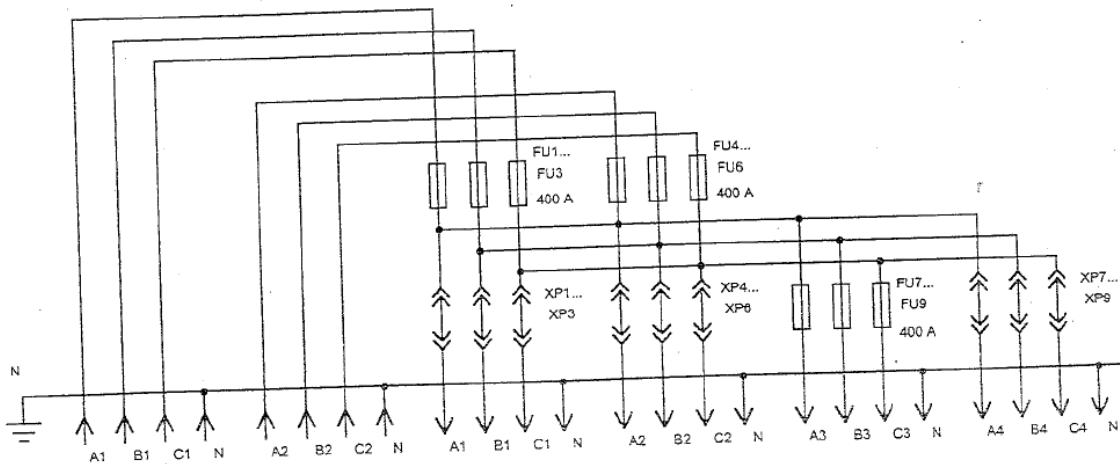 FU1...
FU3
400 A
FU4...
FU6
400 A
XP1...
XP3
XP4...
XP6
FU7...
FU9
400 A
XP7...
XP9
N
A1 B1 C1 N A2 B2 C2 N A1 B1 C1 N A2 B2 C2 N A3 B3 C3 N A4 B4 C4 N